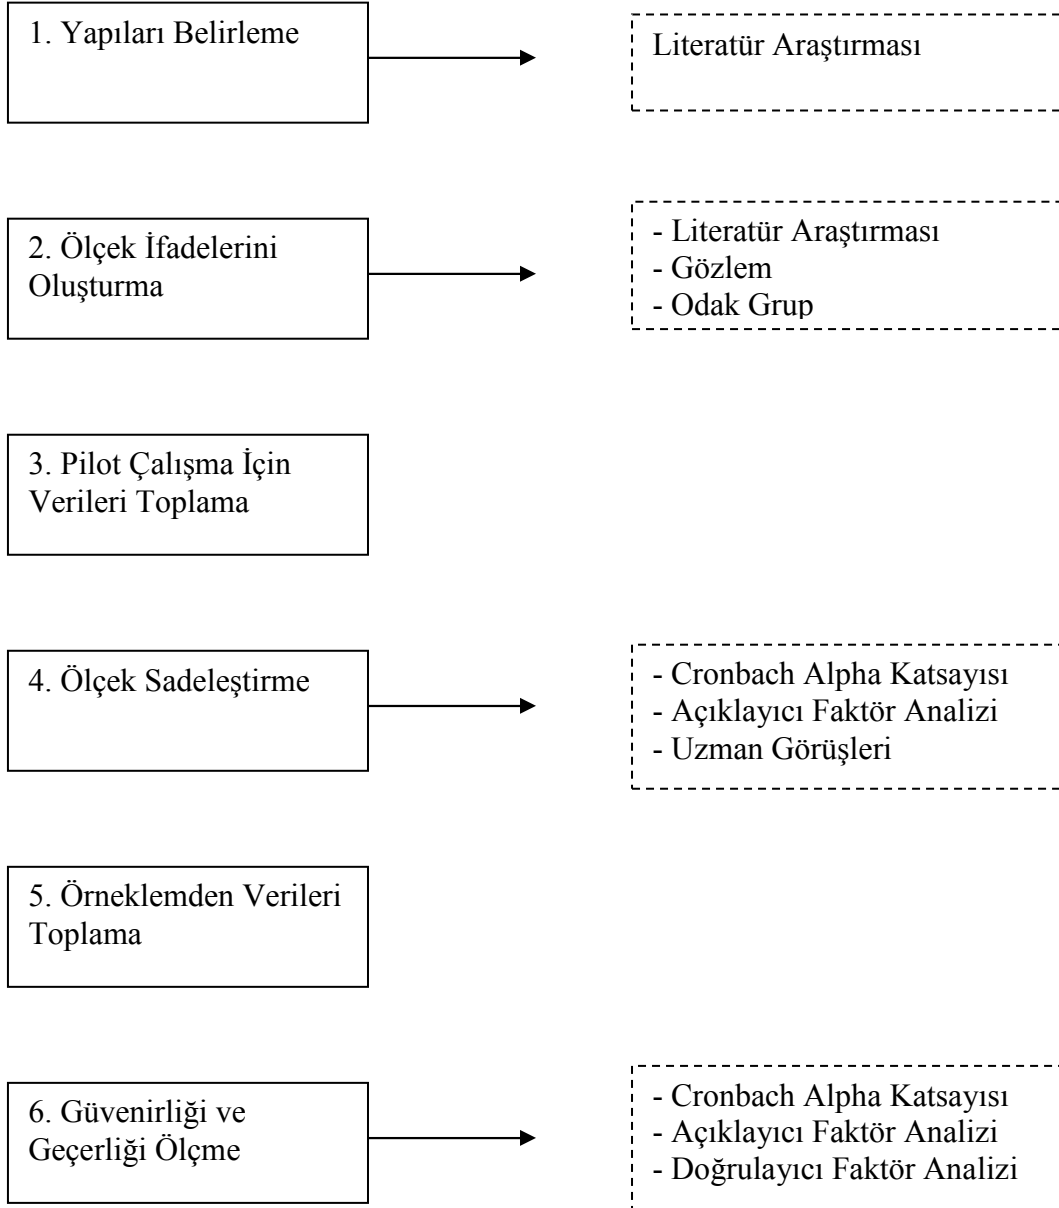 1. Yapıları Belirleme
Literatür Araştırması
2. Ölçek İfadelerini
Oluşturma
- Literatür Araştırması
- Gözlem
- Odak Grup
3. Pilot Çalışma İçin
Verileri Toplama
4. Ölçek Sadeleştirme
- Cronbach Alpha Katsayısı
- Açıklayıcı Faktör Analizi
- Uzman Görüşleri
5. Örneklemden Verileri
Toplama
6. Güvenirliği ve
Geçerliği Ölçme
- Cronbach Alpha Katsayısı
- Açıklayıcı Faktör Analizi
- Doğrulayıcı Faktör Analizi